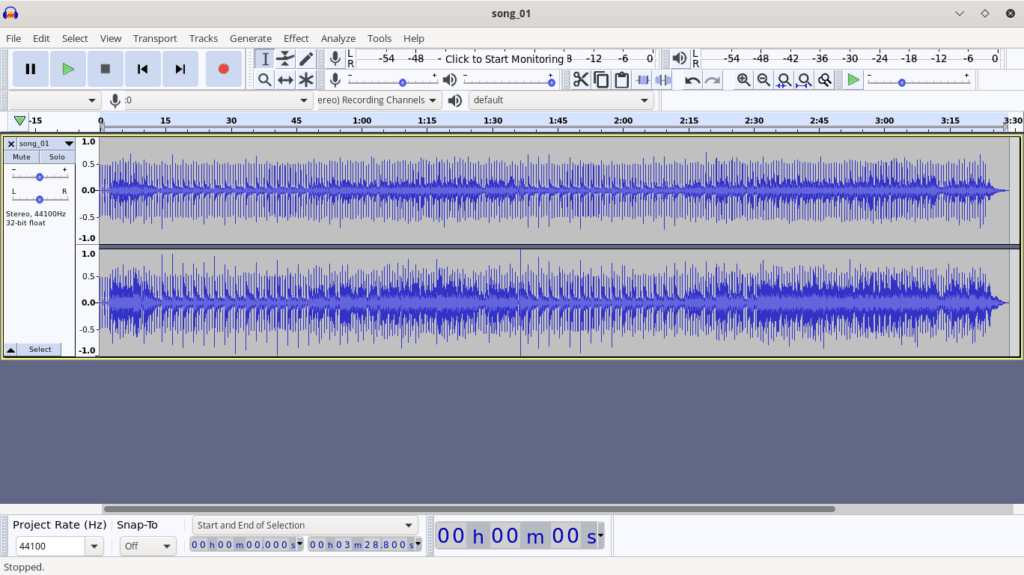 song_01
File Edit Select View Transport Tracks Generate Effect Analyze Tools Help
L R -54 -48 - Click to Start Monitoring -12 -6 0
L R -54 -48 -42 -36 -30 -24 -18 -12 -6 0
- + - + - +
:0 ereo) Recording Channels default
-15 0 15 30 45 1:00 1:15 1:30 1:45 2:00 2:15 2:30 2:45 3:00 3:15 3:30
song_01
Mute Solo
- +
L R
Stereo, 44100Hz
32-bit float
Select
1.0
0.5
0.0
-0.5
-1.0
1.0
0.5
0.0
-0.5
-1.0
Project Rate (Hz) Snap-To Start and End of Selection
44100 Off 00 h 00 m 00.000 s 00 h 03 m 28.800 s
00 h 00 m 00 s
Stopped.